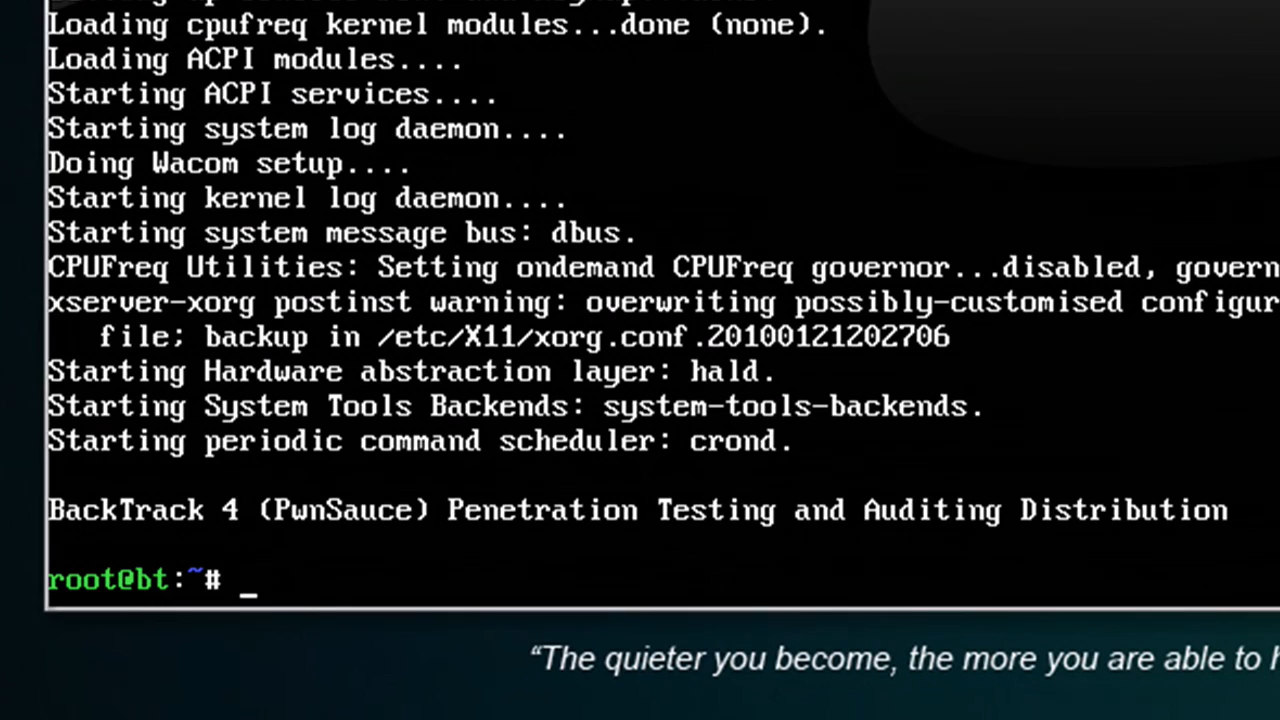 Loading cpufreq kernel modules...done (none).
Loading ACPI modules....
Starting ACPI services....
Starting system log daemon....
Doing Wacom setup....
Starting kernel log daemon....
Starting system message bus: dbus.
CPUFreq Utilities: Setting ondemand CPUFreq governor...disabled, govern
xserver-xorg postinst warning: overwriting possibly-customised configur
file; backup in /etc/X11/xorg.conf.20100121202706
Starting Hardware abstraction layer: hald.
Starting System Tools Backends: system-tools-backends.
Starting periodic command scheduler: crond.
BackTrack 4 (PwnSauce) Penetration Testing and Auditing Distribution
root@bt:~# _
“The quieter you become, the more you are able to h